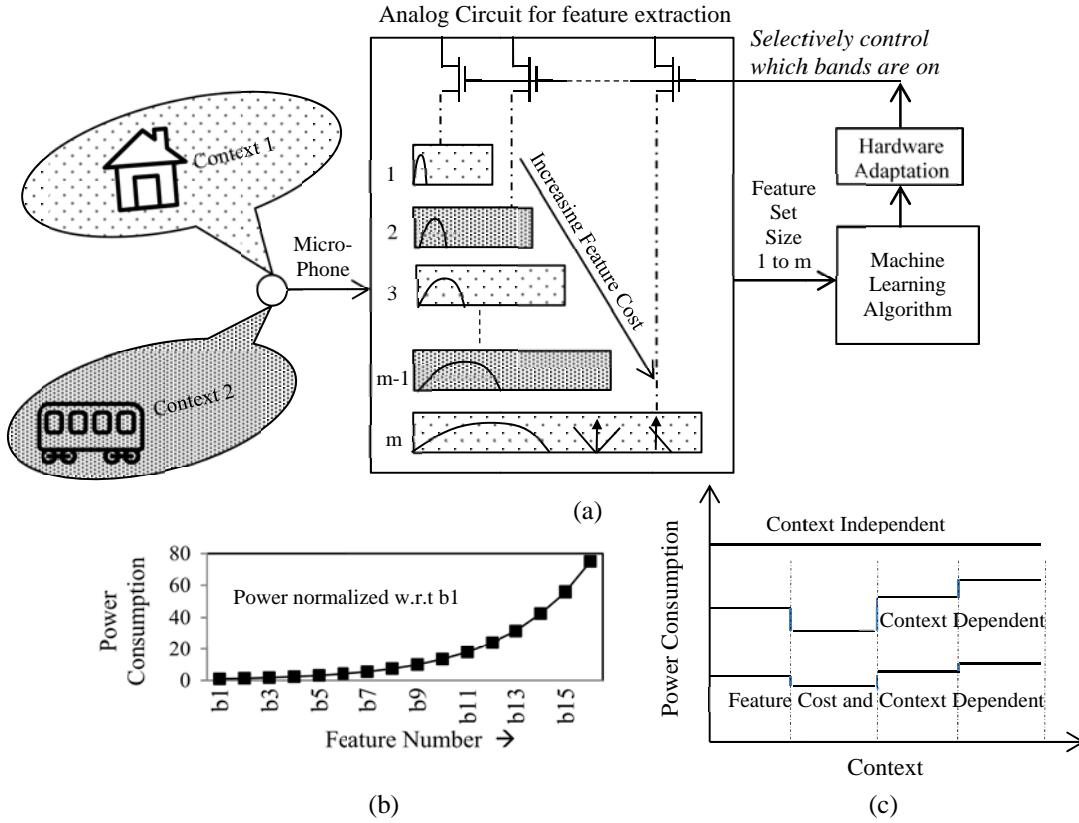 Analog Circuit for feature extraction
Selectively control
which bands are on
Context 1
Micro-
Phone
Context 2
1
2
3
m-1
m
Increasing Feature Cost
Feature
Set
Size
1 to m
Hardware
Adaptation
Machine
Learning
Algorithm
(a)
Power
Consumption
80
60
40
20
0
Power normalized w.r.t b1
b1
b3
b5
b7
b9
b11
b13
b15
Feature Number →
(b)
Power Consumption
Context Independent
Context Dependent
Feature Cost and Context Dependent
Context
(c)